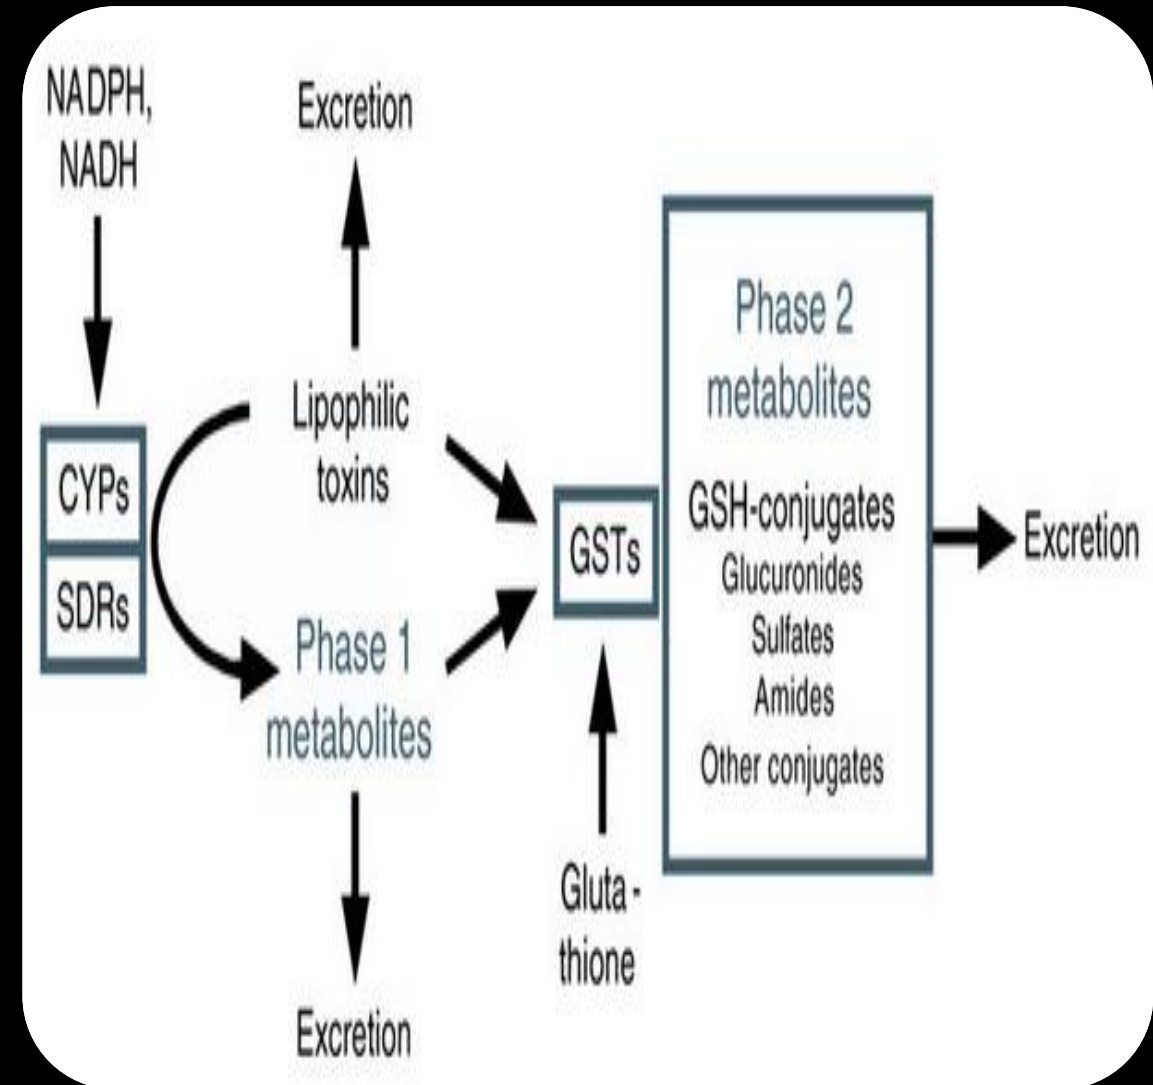 NADPH,
NADH
Excretion
Lipophilic
toxins
CYPs
SDRs
Phase 1
metabolites
Excretion
GSTs
Gluta -
thione
Phase 2
metabolites
GSH-conjugates
Glucuronides
Sulfates
Amides
Other conjugates
Excretion